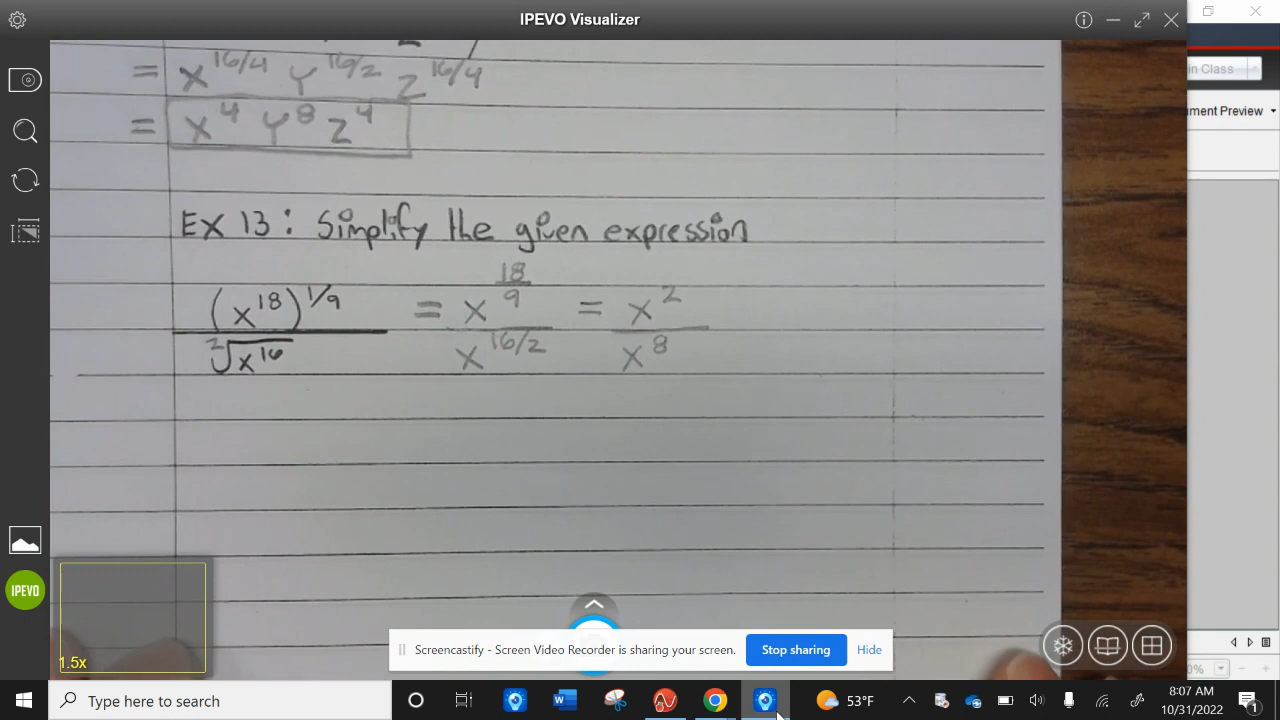 IPEVO Visualizer
in Class
= x^16/4 y^16/2 z^16/4
ment Preview
= x^4 y^8 z^4
Ex 13: Simplify the given expression
(x^18)^1/9 / ²√x^16 = x^18/9 / x^16/2 = x^2 / x^8
IPEVO
1.5x
Screencastify - Screen Video Recorder is sharing your screen. Stop sharing Hide
0%
Type here to search
53°F
8:07 AM
10/31/2022
1